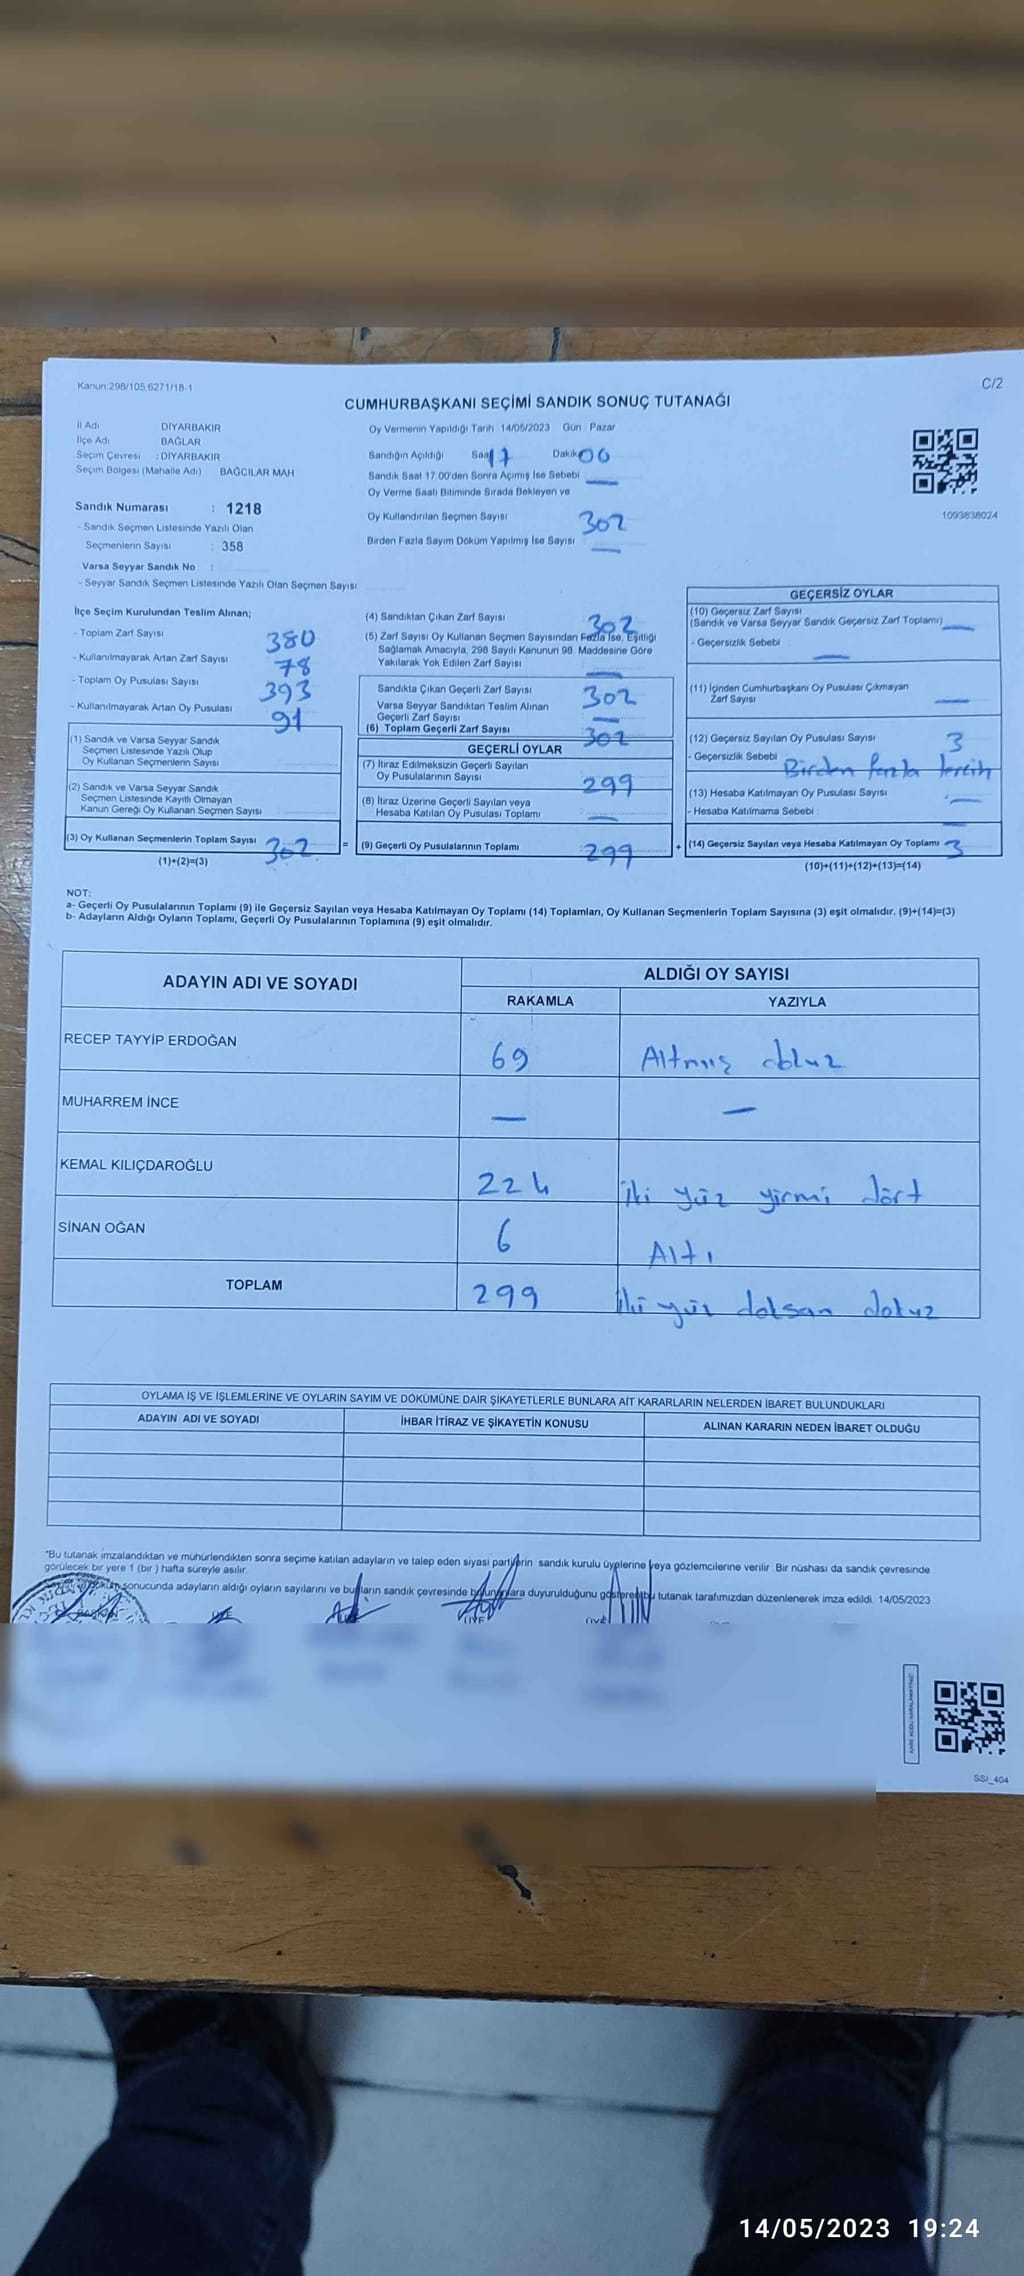 Kanun:298/105.6271/18-1
C/2
CUMHURBAŞKANI SEÇİMİ SANDIK SONUÇ TUTANAĞI
İl Adı : DİYARBAKIR
İlçe Adı : BAĞLAR
Seçim Çevresi : DİYARBAKIR
Seçim Bölgesi (Mahalle Adı) BAĞCILAR MAH
Sandık Numarası : 1218
- Sandık Seçmen Listesinde Yazılı Olan
Seçmenlerin Sayısı : 358
Varsa Seyyar Sandık No :
- Seyyar Sandık Seçmen Listesinde Yazılı Olan Seçmen Sayısı
Oy Vermenin Yapıldığı Tarih : 14/05/2023 Gün : Pazar
Sandığın Açıldığı Saat 17 Dakika 00
Sandık Saat 17.00'den Sonra Açımış İse Sebebi —
Oy Verme Saati Bitiminde Sırada Bekleyen ve
Oy Kullandırılan Seçmen Sayısı 302
Birden Fazla Sayım Döküm Yapılmış İse Sayısı —
1093838024
İlçe Seçim Kurulundan Teslim Alınan;
- Toplam Zarf Sayısı 380
- Kullanılmayarak Artan Zarf Sayısı 78
- Toplam Oy Pusulası Sayısı 393
- Kullanılmayarak Artan Oy Pusulası 91
(1) Sandık ve Varsa Seyyar Sandık
Seçmen Listesinde Yazılı Olup
Oy Kullanan Seçmenlerin Sayısı
(2) Sandık ve Varsa Seyyar Sandık
Seçmen Listesinde Kayıtlı Olmayan
Kanun Gereği Oy Kullanan Seçmen Sayısı
(3) Oy Kullanan Seçmenlerin Toplam Sayısı 302 =
(1)+(2)=(3)
(4) Sandıktan Çıkan Zarf Sayısı 302
(5) Zarf Sayısı Oy Kullanan Seçmen Sayısından Fazla İse, Eşitliği
Sağlamak Amacıyla, 298 Sayılı Kanunun 98. Maddesine Göre
Yakılarak Yok Edilen Zarf Sayısı —
Sandıkta Çıkan Geçerli Zarf Sayısı 302
Varsa Seyyar Sandıktan Teslim Alınan
Geçerli Zarf Sayısı —
(6) Toplam Geçerli Zarf Sayısı 302
GEÇERLİ OYLAR
(7) İtiraz Edilmeksizin Geçerli Sayılan
Oy Pusulalarının Sayısı 299
(8) İtiraz Üzerine Geçerli Sayılan veya
Hesaba Katılan Oy Pusulası Toplamı —
(9) Geçerli Oy Pusulalarının Toplamı 299 +
GEÇERSİZ OYLAR
(10) Geçersiz Zarf Sayısı
(Sandık ve Varsa Seyyar Sandık Geçersiz Zarf Toplamı) —
- Geçersizlik Sebebi —
(11) İçinden Cumhurbaşkanı Oy Pusulası Çıkmayan
Zarf Sayısı —
(12) Geçersiz Sayılan Oy Pusulası Sayısı 3
- Geçersizlik Sebebi Birden fazla tercih
(13) Hesaba Katılmayan Oy Pusulası Sayısı —
- Hesaba Katılmama Sebebi —
(14) Geçersiz Sayılan veya Hesaba Katılmayan Oy Toplamı 3
(10)+(11)+(12)+(13)=(14)
NOT:
a- Geçerli Oy Pusulalarının Toplamı (9) ile Geçersiz Sayılan veya Hesaba Katılmayan Oy Toplamı (14) Toplamları, Oy Kullanan Seçmenlerin Toplam Sayısına (3) eşit olmalıdır. (9)+(14)=(3)
b- Adayların Aldığı Oyların Toplamı, Geçerli Oy Pusulalarının Toplamına (9) eşit olmalıdır.
ADAYIN ADI VE SOYADI
ALDIĞI OY SAYISI
RAKAMLA YAZIYLA
RECEP TAYYİP ERDOĞAN 69 Altmış dokuz
MUHARREM İNCE — —
KEMAL KILIÇDAROĞLU 224 iki yüz yirmi dört
SİNAN OĞAN 6 Altı
TOPLAM 299 iki yüz doksan dokuz
OYLAMA İŞ VE İŞLEMLERİNE VE OYLARIN SAYIM VE DÖKÜMÜNE DAİR ŞİKAYETLERLE BUNLARA AİT KARARLARIN NELERDEN İBARET BULUNDUKLARI
ADAYIN ADI VE SOYADI İHBAR İTİRAZ VE ŞİKAYETİN KONUSU ALINAN KARARIN NEDEN İBARET OLDUĞU
*Bu tutanak imzalandıktan ve mühürlendikten sonra seçime katılan adayların ve talep eden siyasi partilerin sandık kurulu üyelerine veya gözlemcilerine verilir. Bir nüshası da sandık çevresinde
görülecek bir yere 1 (bir) hafta süreyle asılır.
sonucunda adayların aldığı oyların sayılarını ve bunların sandık çevresinde bulunanlara duyurulduğunu gösteren bu tutanak tarafımızdan düzenlenerek imza edildi. 14/05/2023
BAŞKAN ÜYE ÜYE ÜYE
SSI_404
14/05/2023 19:24